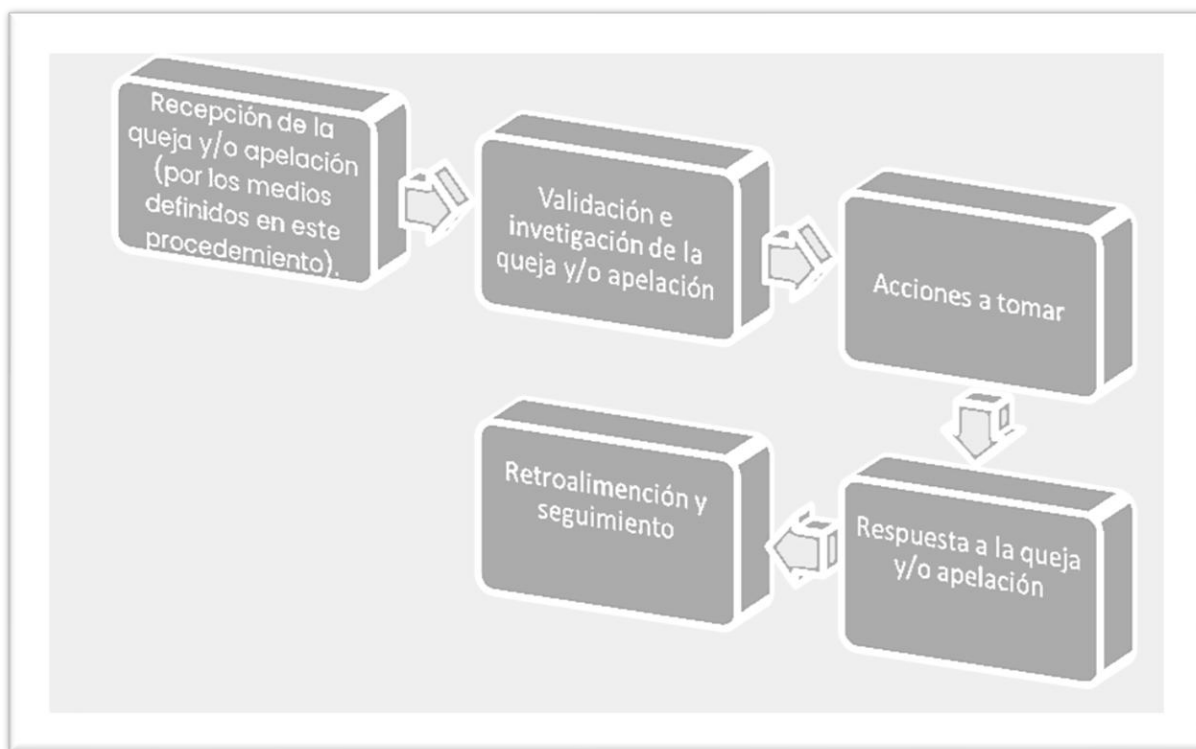 Recepción de la
queja y/o apelación
(por los medios
definidos en este
procedemiento).
Validación e
invetigación de la
queja y/o apelación
Acciones a tomar
Respuesta a la queja
y/o apelación
Retroalimención y
seguimiento